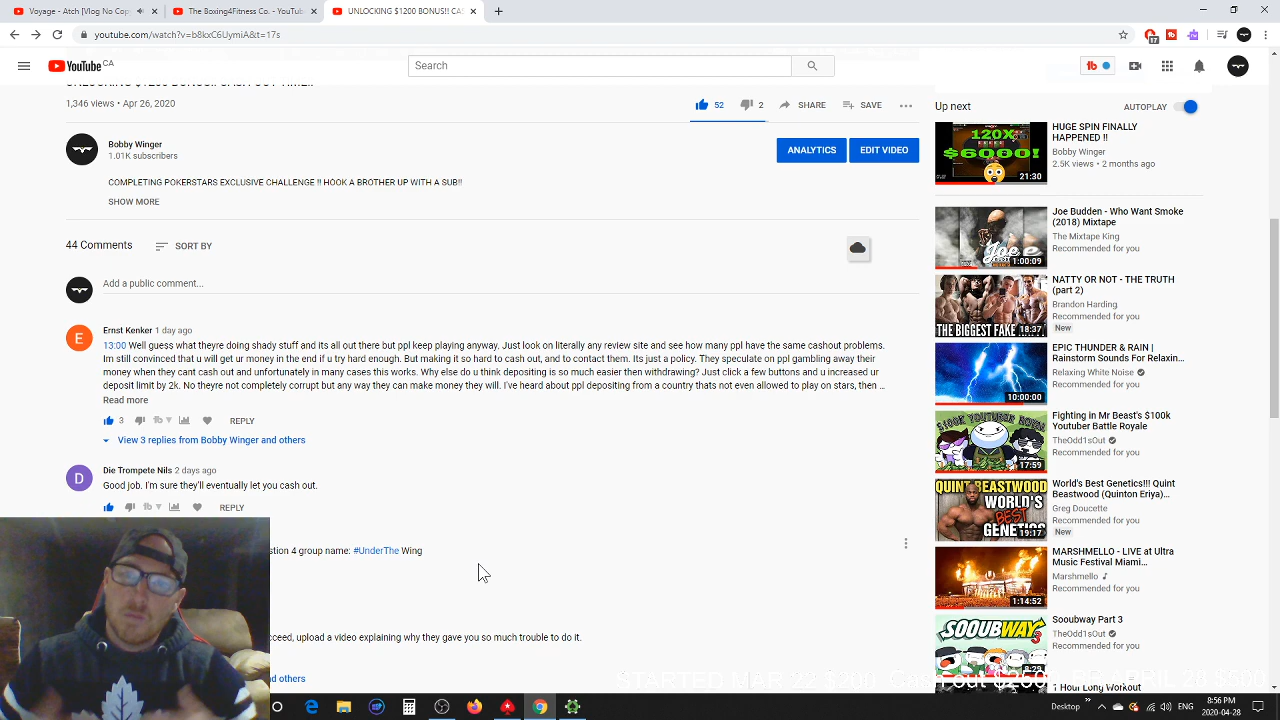 Voyage - Atch Vlog No Cop
The Boxing4Fitness Co. - YouTub
UNLOCKING $1200 BONUS!! CAS
youtube.com/watch?v=b8kxC6UymiA&t=17s
17
YouTube CA
Search
1,346 views • Apr 26, 2020
52
2
SHARE
SAVE
Bobby Winger
1.01K subscribers
ANALYTICS
EDIT VIDEO
SHOW MORE
44 Comments
SORT BY
Add a public comment...
E
Ernst Kenker 1 day ago
13:00 Well guess what theyre doing shady stuff and its all out there but ppl keep playing anyway. Just look on literally any review site and see how many ppl have the same cashout problems.
Im still convinced that u will get ur money in the end if u try hard enough. But making it so hard to cash out, and to contact them. Its just a policy. They speculate on ppl gambling away their
money when they cant cash out and unfortunately in many cases this works. Why else do u think depositing is so much easier then withdrawing? Just click a few buttons and u increased ur
deposit limit by 2k. No theyre not completely corrupt but any way they can make money they will. I've heard about ppl depositing from a country thats not even allowed to play on stars, then ...
Read more
3
REPLY
View 3 replies from Bobby Winger and others
D
Die Trompete Nils 2 days ago
Good job. I'm sure they'll eventually let you cash out.
REPLY
stion 4 group name: #UnderThe Wing
eed, upload a video explaining why they gave you so much trouble to do it.
and others
Up next
AUTOPLAY
120X
$6000!
21:30
HUGE SPIN FINALLY
HAPPENED !!
Bobby Winger
2.5K views • 2 months ago
Joe
1:00:09
Joe Budden - Who Want Smoke
(2018) Mixtape
The Mixtape King
Recommended for you
THE BIGGEST FAKE
18:37
NATTY OR NOT - THE TRUTH
(part 2)
Brandon Harding
Recommended for you
New
10:00:00
EPIC THUNDER & RAIN |
Rainstorm Sounds For Relaxin...
Relaxing White Noise
Recommended for you
17:59
Fighting in Mr Beast's $100k
Youtuber Battle Royale
TheOdd1sOut
Recommended for you
QUINT BEASTWOOD
WORLD'S
BEST
GENETICS
19:17
World's Best Genetics!!! Quint
Beastwood (Quinton Eriya)...
Greg Doucette
Recommended for you
New
1:14:52
MARSHMELLO - LIVE at Ultra
Music Festival Miami...
Marshmello
Recommended for you
SOOUBWAY 3
8:29
Sooubway Part 3
TheOdd1sOut
Recommended for you
1 Hour Long Workout
Desktop
ENG
8:56 PM
2020-04-28